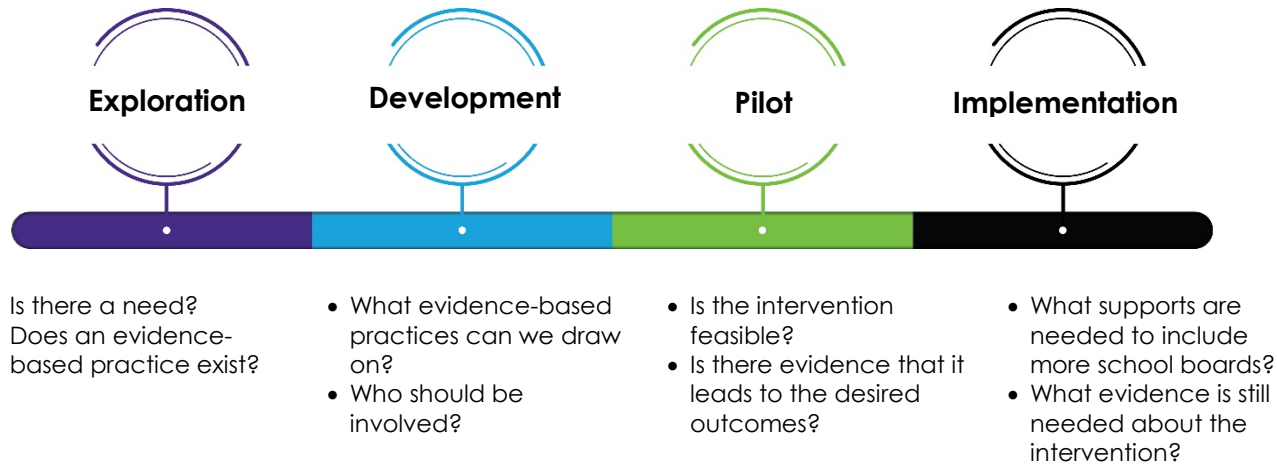 Exploration
Development
Pilot
Implementation
Is there a need?
Does an evidence-
based practice exist?
• What evidence-based
practices can we draw
on?
• Who should be
involved?
• Is the intervention
feasible?
• Is there evidence that it
leads to the desired
outcomes?
• What supports are
needed to include
more school boards?
• What evidence is still
needed about the
intervention?